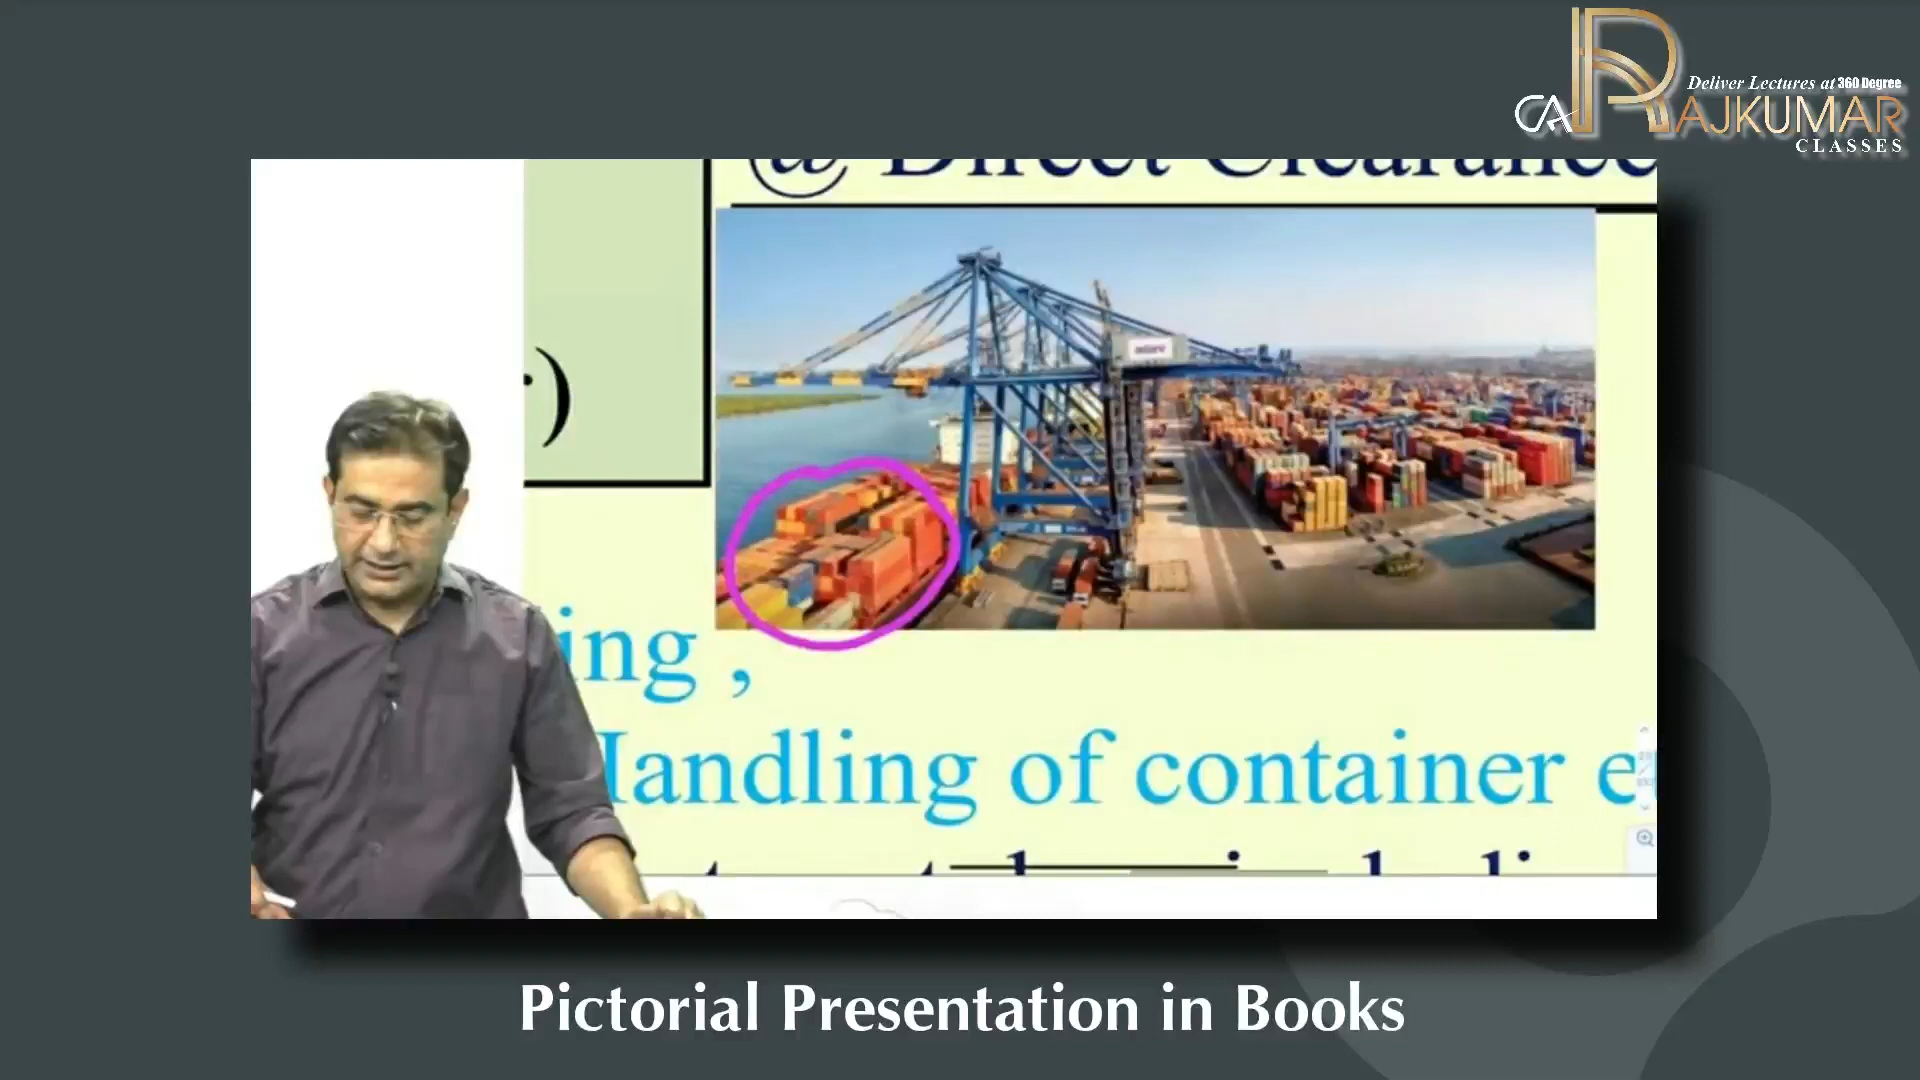 Deliver Lectures at 360 Degree
CA RAJKUMAR
CLASSES
@ Direct Clearance
)
ing ,
Handling of container e
Pictorial Presentation in Books